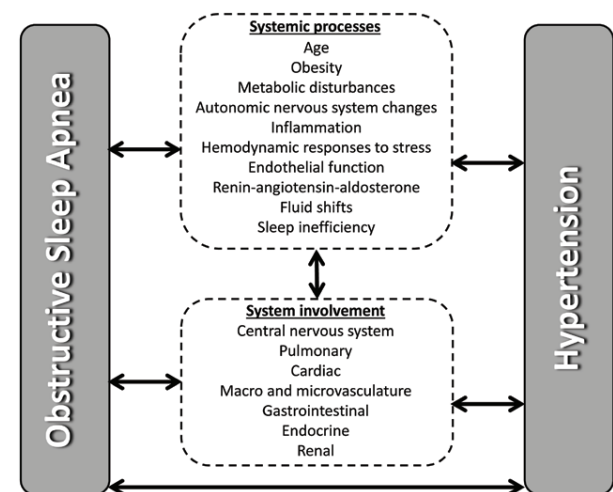 Obstructive Sleep Apnea
Systemic processes
Age
Obesity
Metabolic disturbances
Autonomic nervous system changes
Inflammation
Hemodynamic responses to stress
Endothelial function
Renin-angiotensin-aldosterone
Fluid shifts
Sleep inefficiency
System involvement
Central nervous system
Pulmonary
Cardiac
Macro and microvasculature
Gastrointestinal
Endocrine
Renal
Hypertension